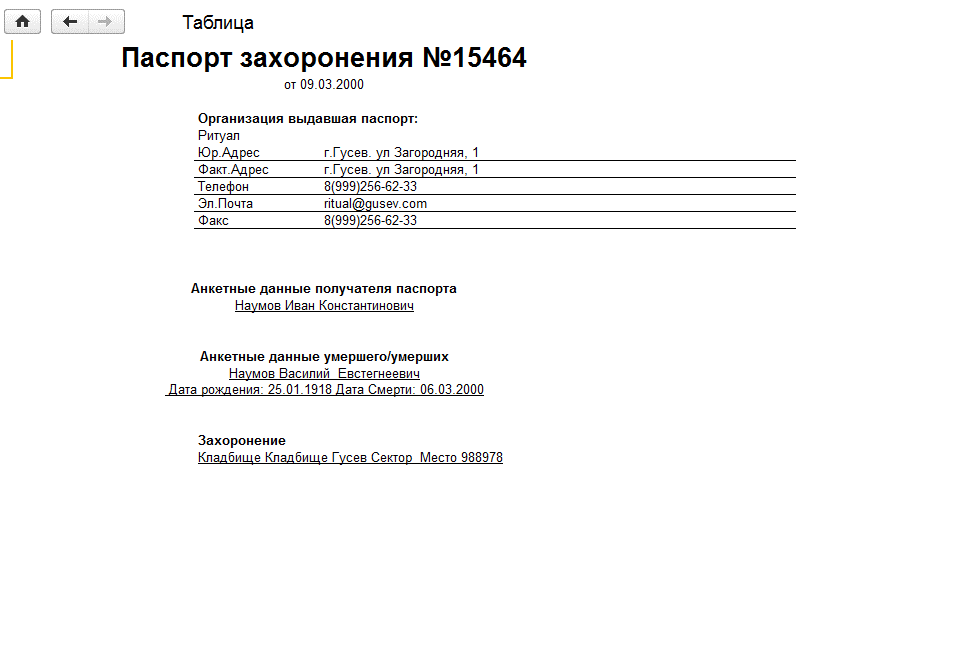 Таблица
Паспорт захоронения №15464
от 09.03.2000
Организация выдавшая паспорт:
Ритуал
Юр.Адрес г.Гусев. ул Загородняя, 1
Факт.Адрес г.Гусев. ул Загородняя, 1
Телефон 8(999)256-62-33
Эл.Почта ritual@gusev.com
Факс 8(999)256-62-33
Анкетные данные получателя паспорта
Наумов Иван Константинович
Анкетные данные умершего/умерших
Наумов Василий  Евстегнеевич
Дата рождения: 25.01.1918 Дата Смерти: 06.03.2000
Захоронение
Кладбище Кладбище Гусев Сектор  Место 988978